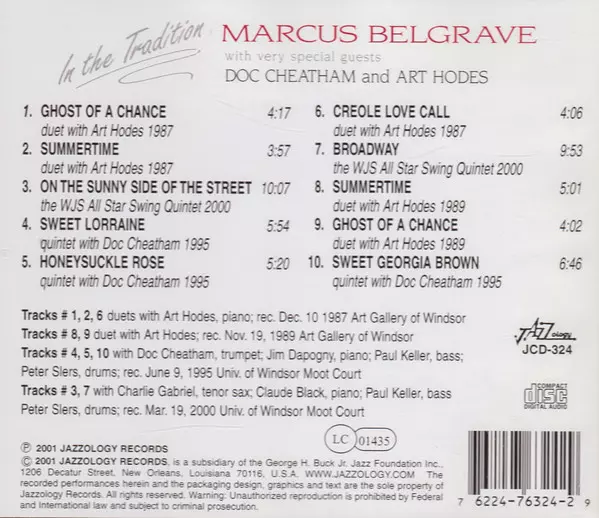 In the Tradition
MARCUS BELGRAVE
with very special guests
DOC CHEATHAM and ART HODES
1. GHOST OF A CHANCE 4:17
duet with Art Hodes 1987
2. SUMMERTIME 3:57
duet with Art Hodes 1987
3. ON THE SUNNY SIDE OF THE STREET 10:07
the WJS All Star Swing Quintet 2000
4. SWEET LORRAINE 5:54
quintet with Doc Cheatham 1995
5. HONEYSUCKLE ROSE 5:20
quintet with Doc Cheatham 1995
6. CREOLE LOVE CALL 4:06
duet with Art Hodes 1987
7. BROADWAY 9:53
the WJS All Star Swing Quintet 2000
8. SUMMERTIME 5:01
duet with Art Hodes 1989
9. GHOST OF A CHANCE 4:02
duet with Art Hodes 1989
10. SWEET GEORGIA BROWN 6:46
quintet with Doc Cheatham 1995
Tracks # 1, 2, 6 duets with Art Hodes, piano; rec. Dec. 10 1987 Art Gallery of Windsor
Tracks # 8, 9 duet with Art Hodes; rec. Nov. 19, 1989 Art Gallery of Windsor
Tracks # 4, 5, 10 with Doc Cheatham, trumpet; Jim Dapogny, piano; Paul Keller, bass;
Peter Siers, drums; rec. June 9, 1995 Univ. of Windsor Moot Court
Tracks # 3, 7 with Charlie Gabriel, tenor sax; Claude Black, piano; Paul Keller, bass
Peter Siers, drums; rec. Mar. 19, 2000 Univ. of Windsor Moot Court
JAZZology
JCD-324
COMPACT
disc
DIGITAL AUDIO
LC 01435
℗ 2001 JAZZOLOGY RECORDS
© 2001 JAZZOLOGY RECORDS, is a subsidiary of the George H. Buck Jr. Jazz Foundation Inc.,
1206 Decatur Street, New Orleans, Louisiana 70116, U.S.A. WWW.JAZZOLOGY.COM The
recorded performances herein and the packaging design, graphics and text are the sole property of
Jazzology Records. All rights reserved. Warning: Unauthorized reproduction is prohibited by Federal
and International law and subject to criminal prosecution.
7 6224-76324-2 9